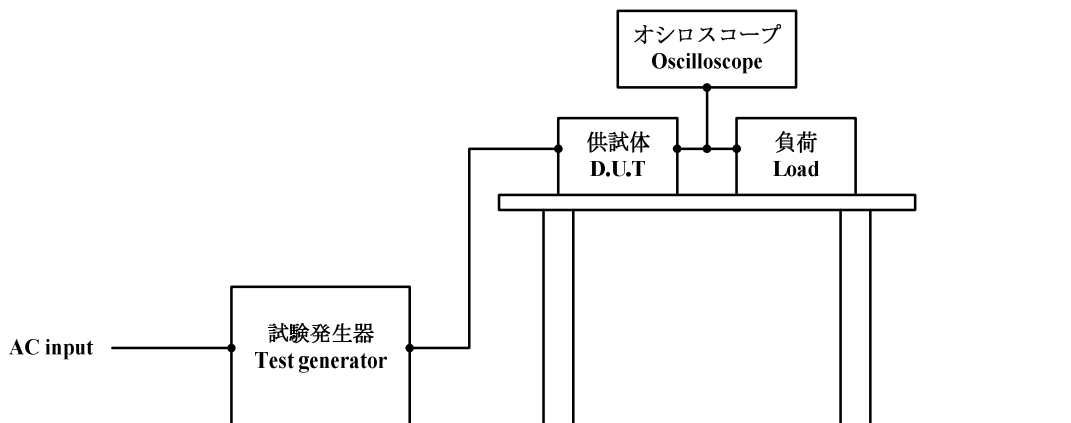 オシロスコープ
Oscilloscope
供試体
D.U.T
負荷
Load
試験発生器
Test generator
AC input